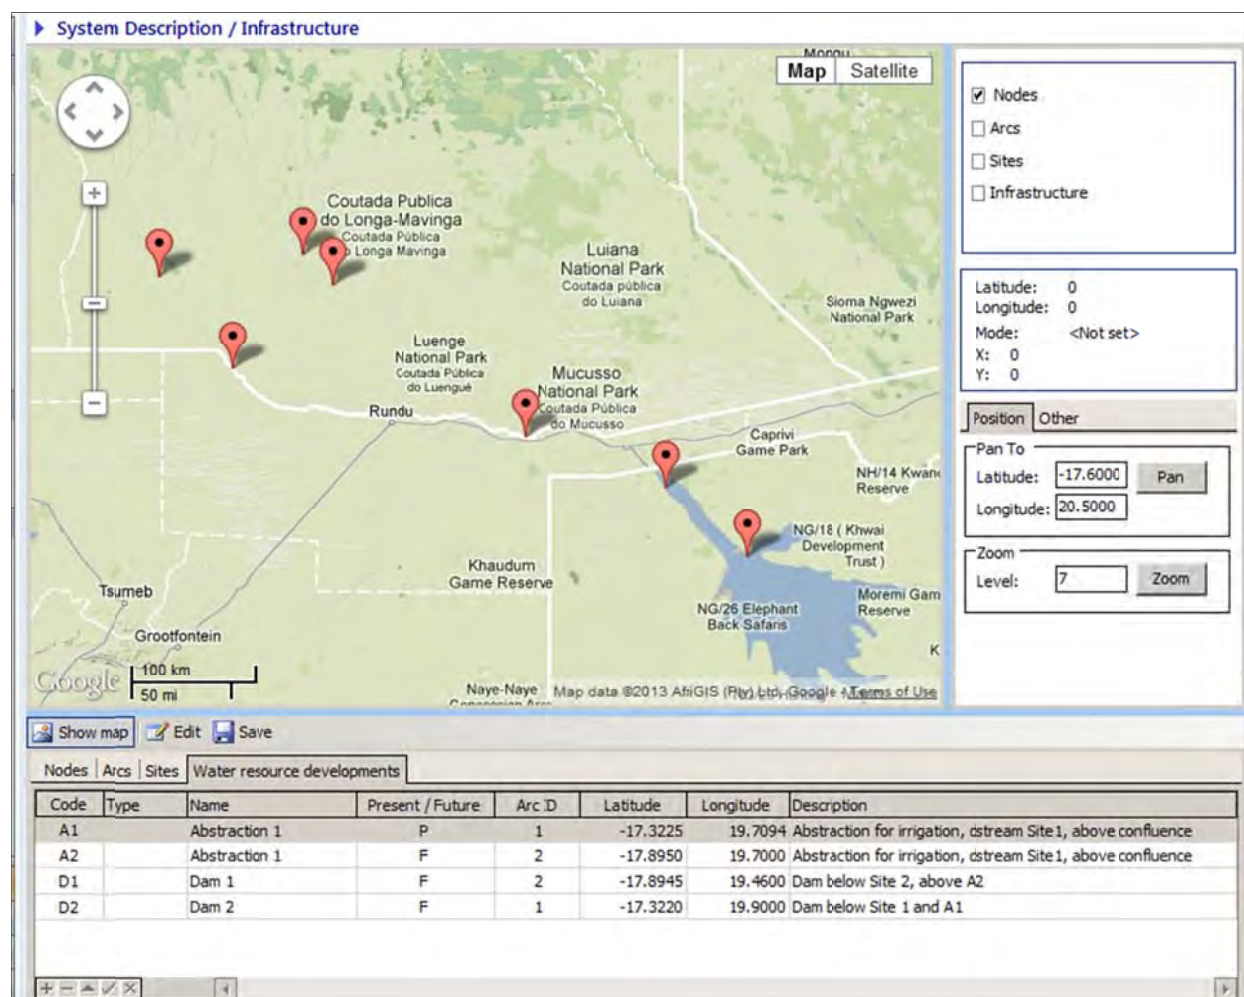 System Description / Infrastructure
Mongu
Map Satellite
Coutada Publica
do Longa-Mavinga
Coutada Pública
Longa Mavinga
Luiana
National Park
Coutada pública
do Luiana
Sioma Ngwezi
National Park
Luenge
National Park
Coutada Pública
do Luengué
Mucusso
National Park
Coutada Pública
do Mucusso
Rundu
Caprivi
Game Park
NH/14 Kwan
Reserve
NG/18 ( Khwai
Development
Trust )
Khaudum
Game Reserve
Tsumeb
NG/26 Elephant
Back Safaris
Moremi Gam
Reserve
Grootfontein
K
Google
100 km
50 mi
Naye-Naye
Map data ©2013 AfriGIS (Pty) Ltd, Google - Terms of Use
Nodes
Arcs
Sites
Infrastructure
Latitude: 0
Longitude: 0
Mode: <Not set>
X: 0
Y: 0
Position Other
Pan To
Latitude: -17.6000 Pan
Longitude: 20.5000
Zoom
Level: 7 Zoom
Show map Edit Save
Nodes Arcs Sites Water resource developments
Code Type Name Present / Future Arc ID Latitude Longitude Description
A1 Abstraction 1 P 1 -17.3225 19.7094 Abstraction for irrigation, dstream Site1, above confluence
A2 Abstraction 1 F 2 -17.8950 19.7000 Abstraction for irrigation, dstream Site1, above confluence
D1 Dam 1 F 2 -17.8945 19.4600 Dam below Site 2, above A2
D2 Dam 2 F 1 -17.3220 19.9000 Dam below Site 1 and A1